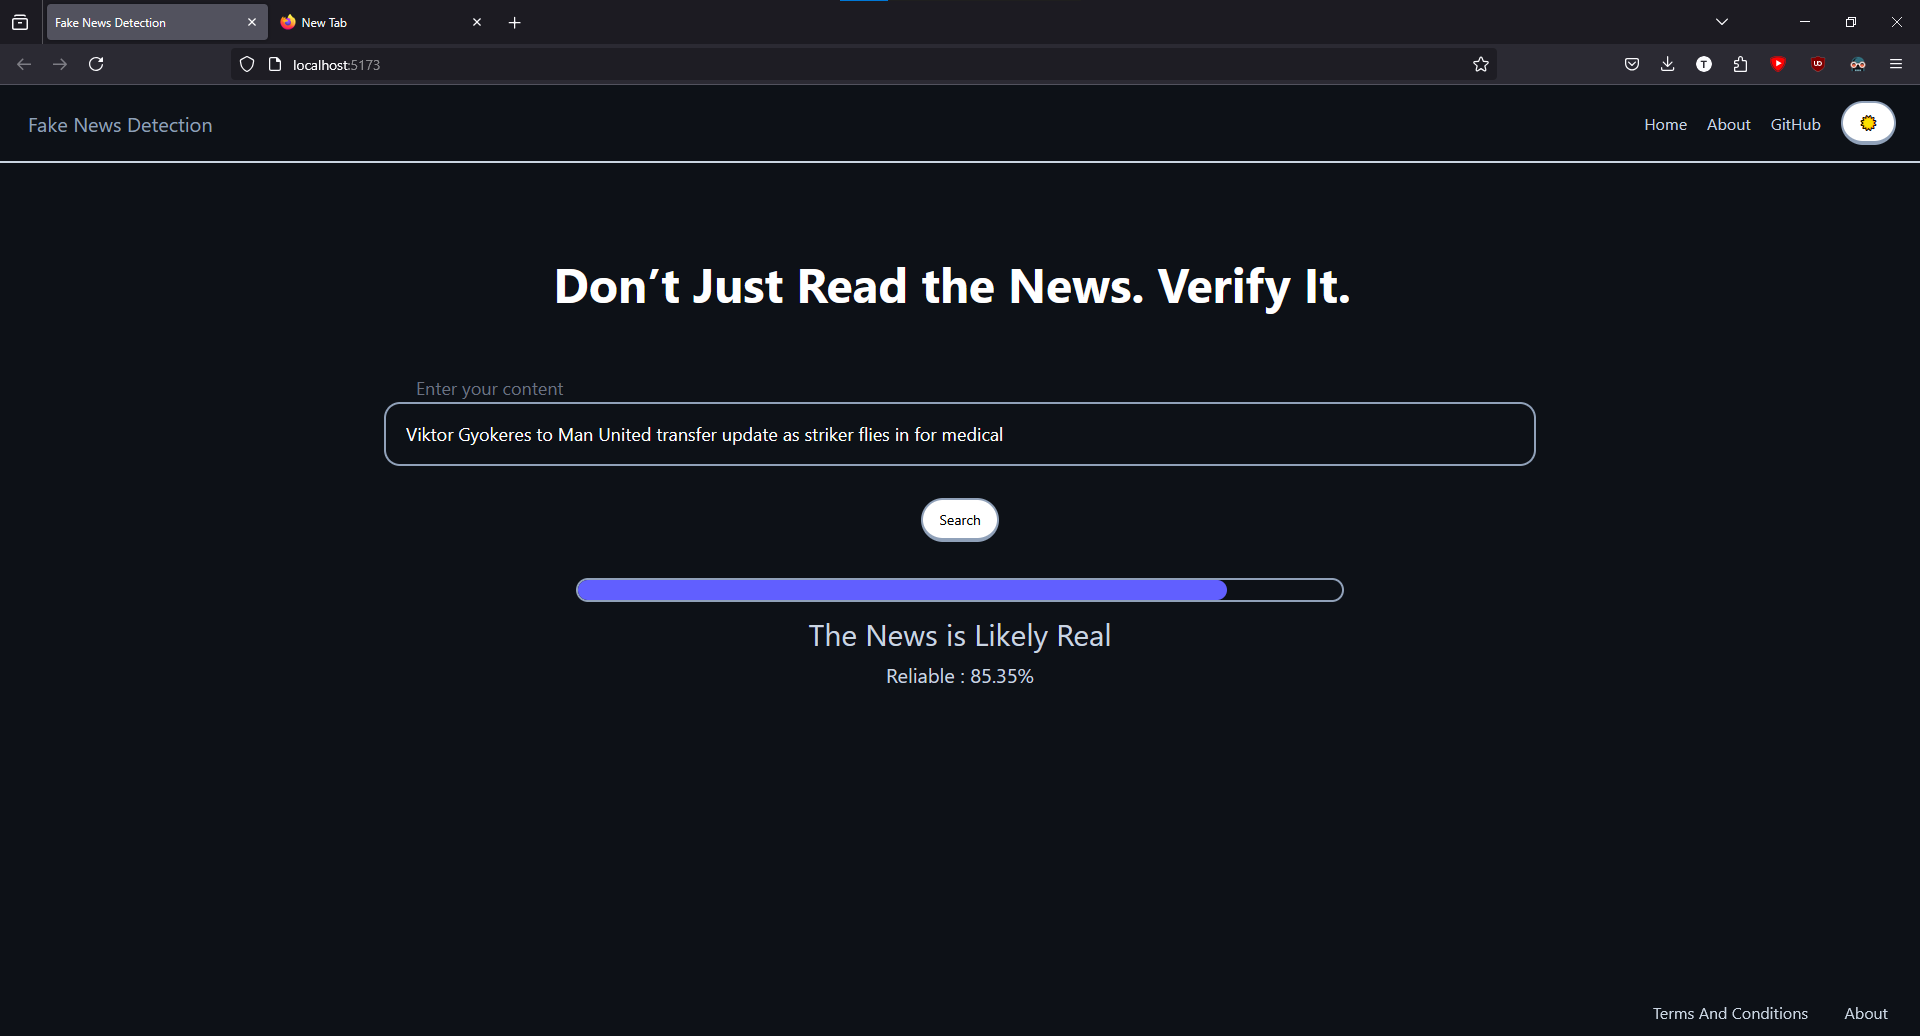 Fake News Detection
New Tab
localhost:5173
T
UD
Fake News Detection
Home
About
GitHub
Don’t Just Read the News. Verify It.
Enter your content
Viktor Gyokeres to Man United transfer update as striker flies in for medical
Search
The News is Likely Real
Reliable : 85.35%
Terms And Conditions
About